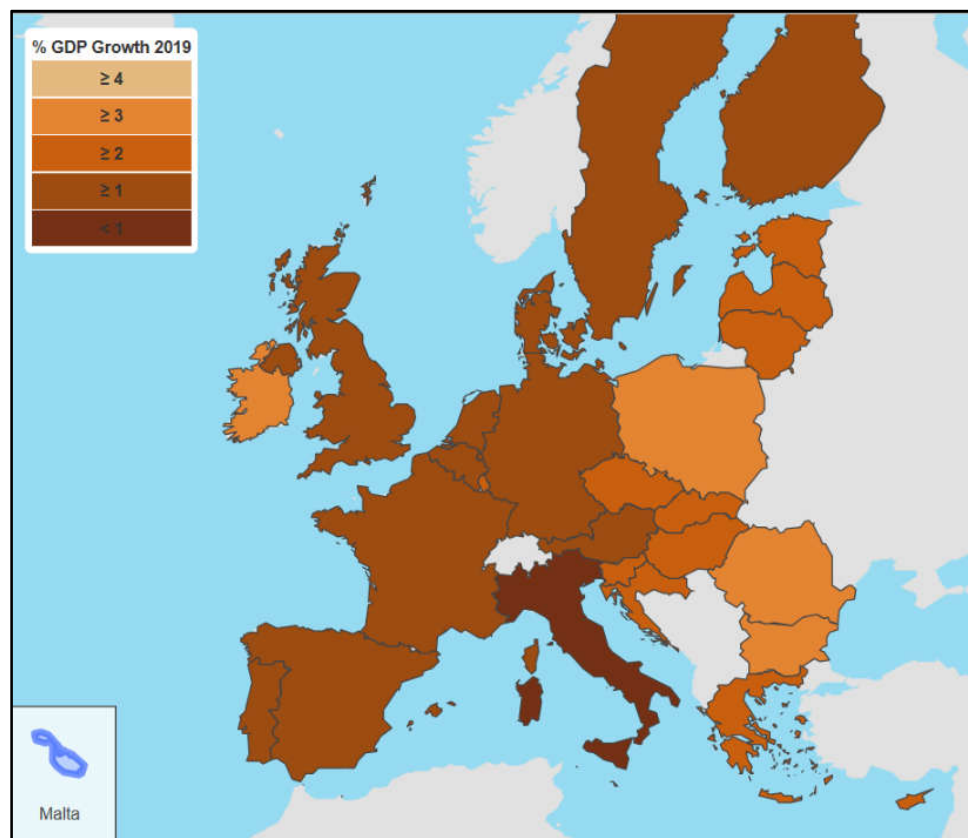 % GDP Growth 2019
≥ 4
≥ 3
≥ 2
≥ 1
< 1
Malta